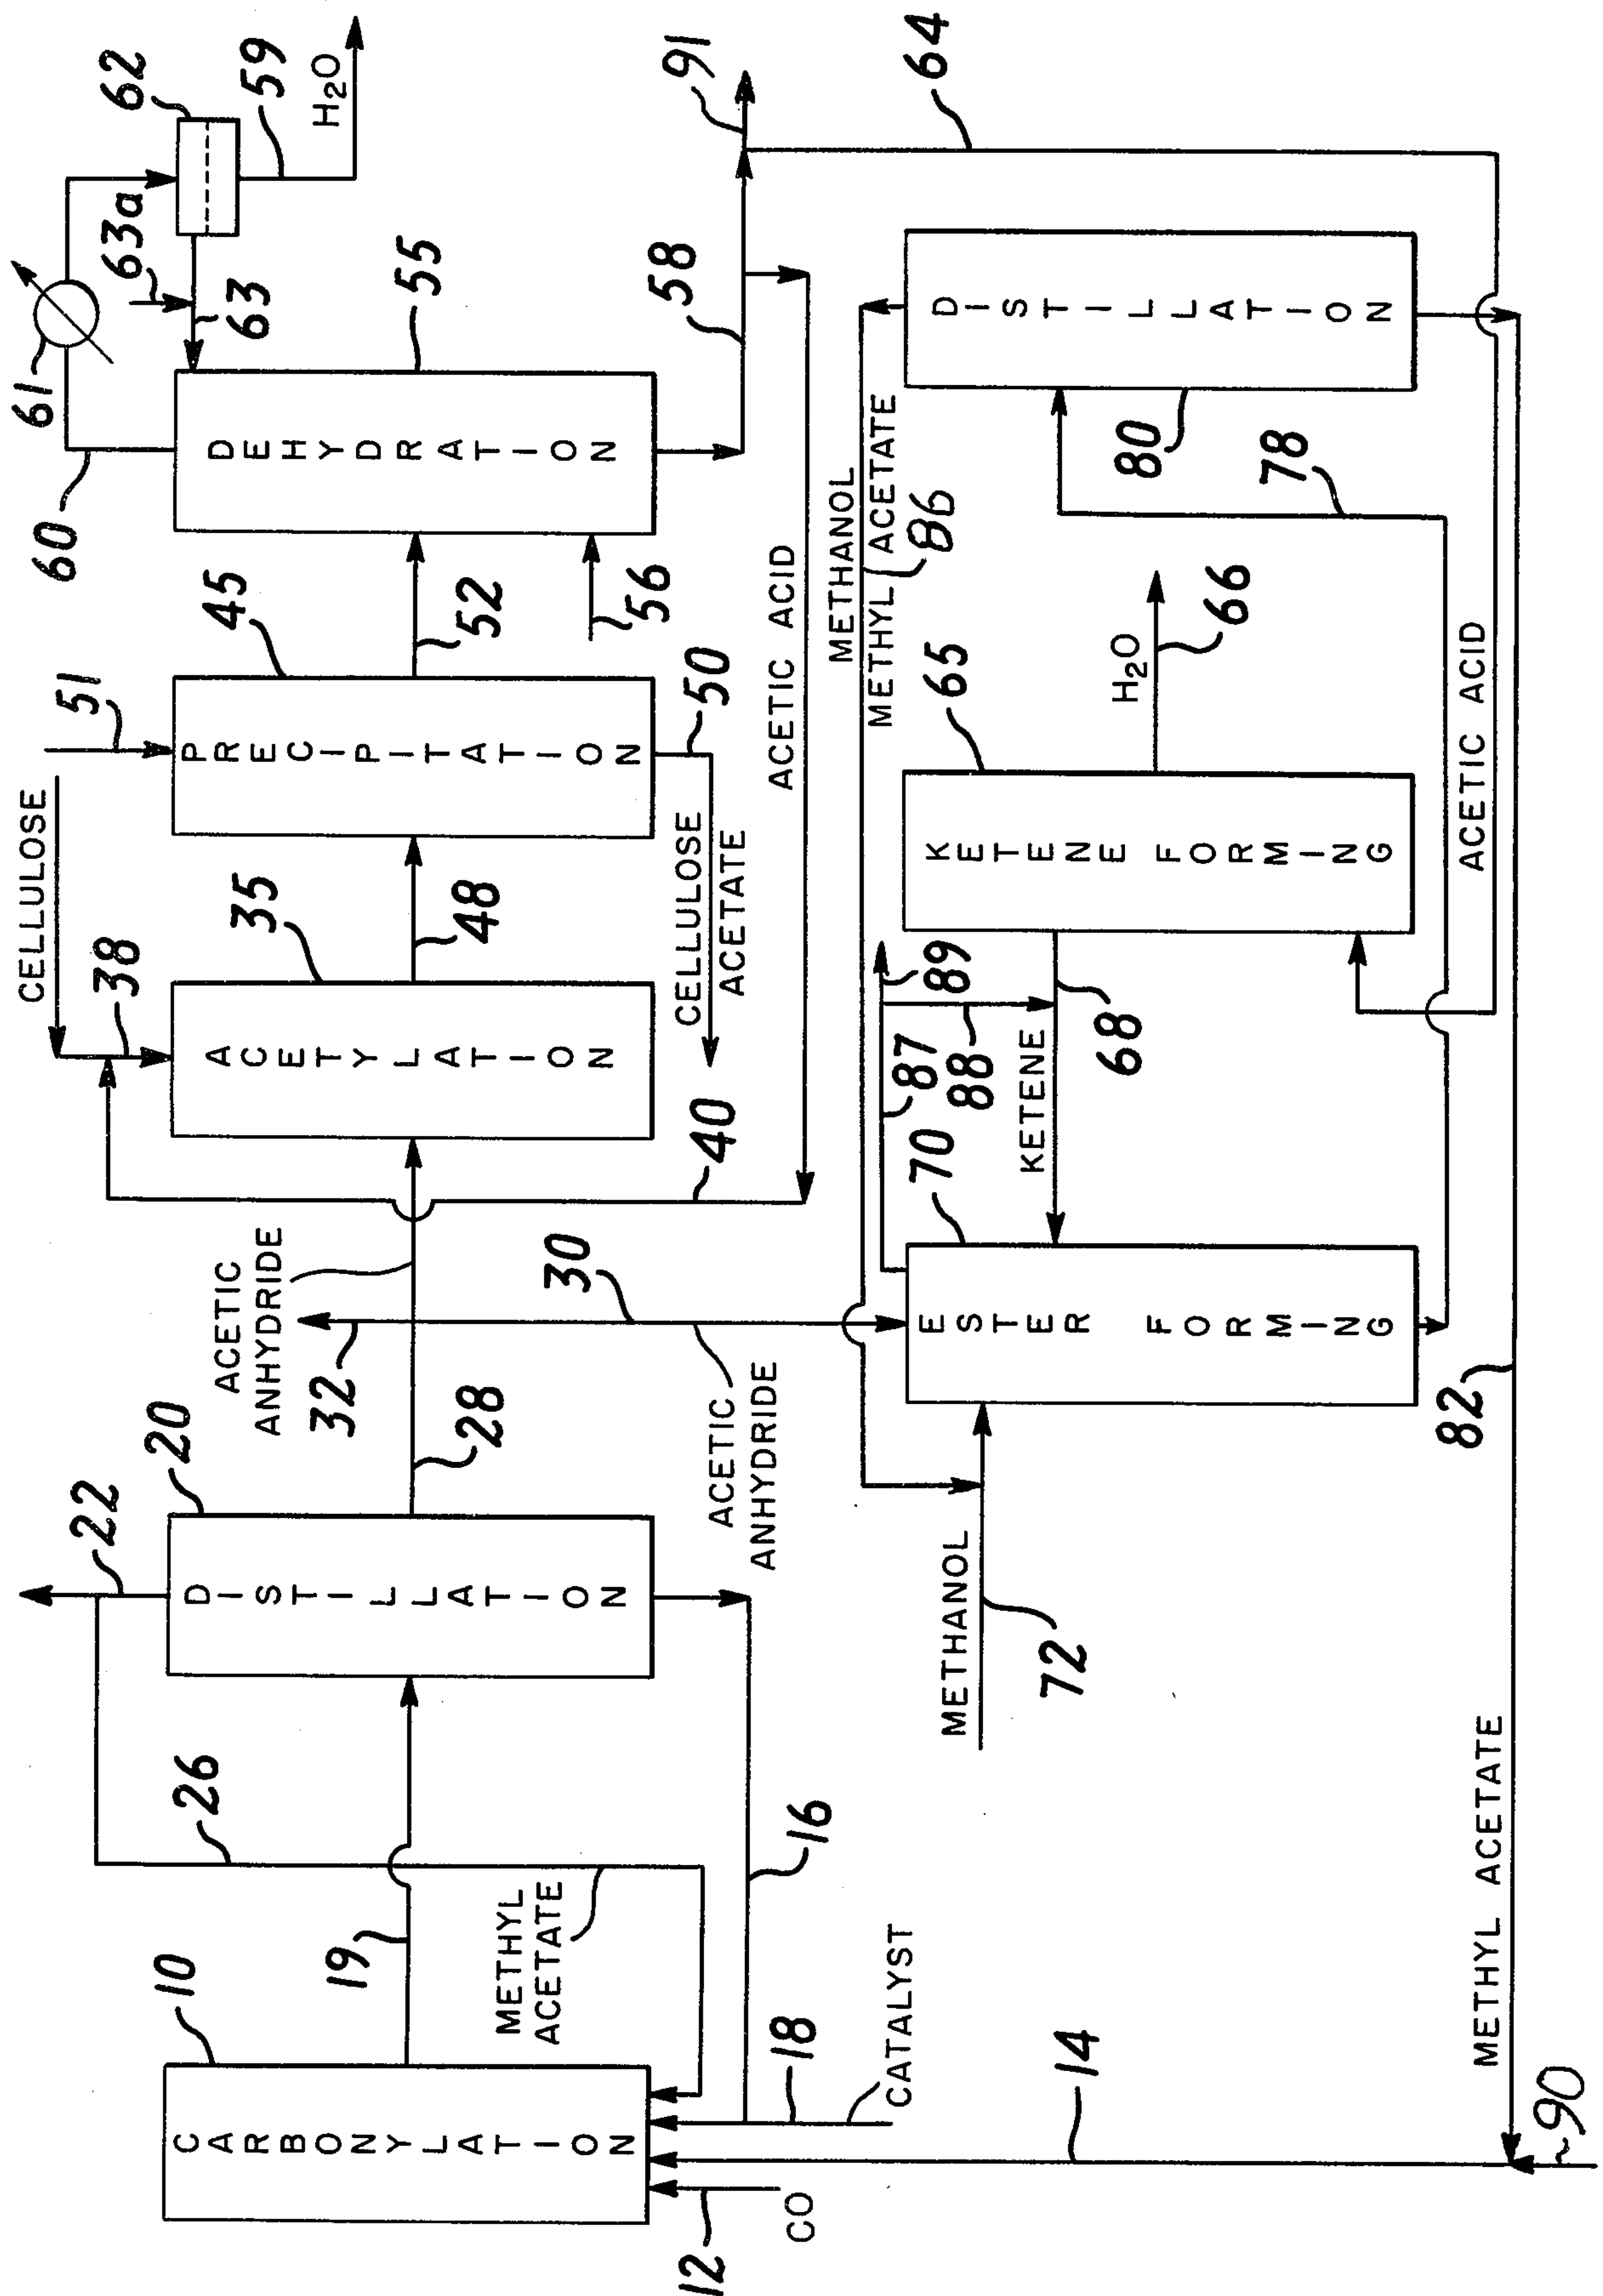 61
60
62
63a
63
59
H2O
55
DEHYDRATION
56
58
91
64
CELLULOSE
51
45
PRECIPITATION
52
50
CELLULOSE
ACETATE
38
35
ACETYLATION
48
40
ACETIC ACID
ACETIC
ANHYDRIDE
32
30
28
ACETIC
ANHYDRIDE
22
20
DISTILLATION
26
19
METHYL
ACETATE
16
10
CARBONYLATION
12
CO
18
CATALYST
14
METHANOL
METHYL ACETATE
86
DISTILLATION
80
78
65
KETENE FORMING
H2O
66
89
87
88
KETENE
68
70
ESTER FORMING
METHANOL
72
ACETIC ACID
82
METHYL ACETATE
90